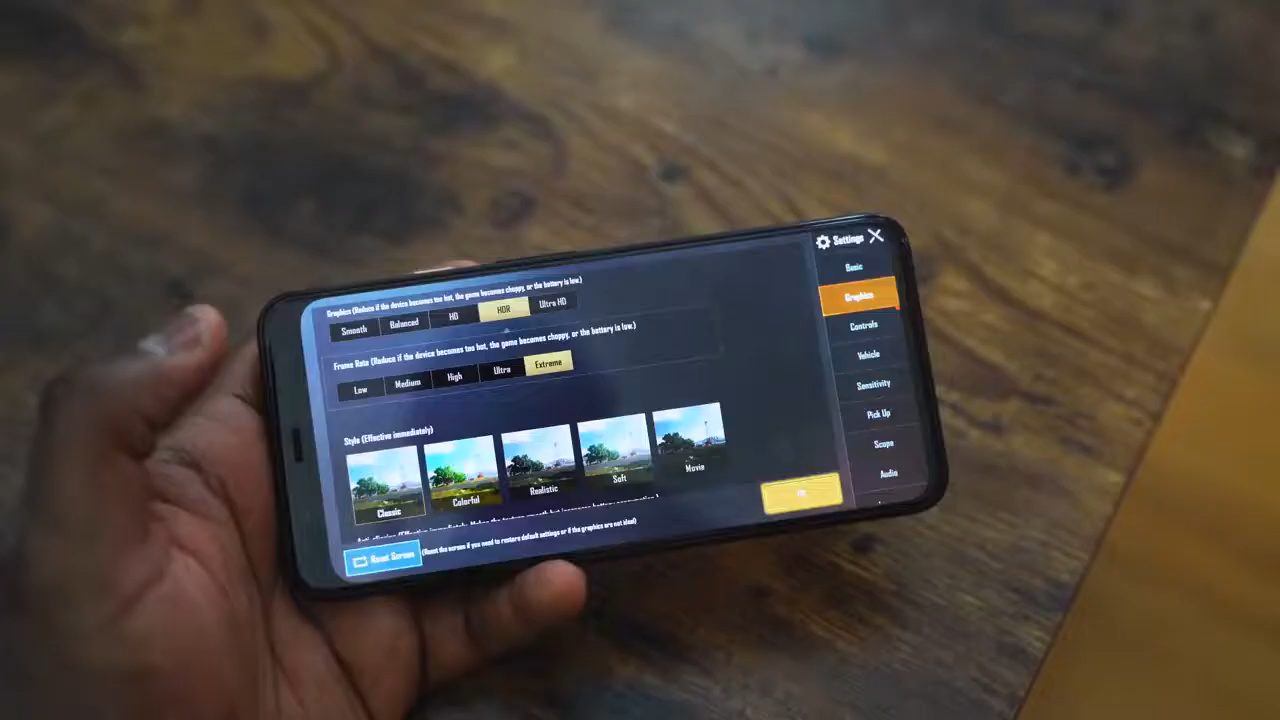 Graphics (Reduce if the device becomes too hot, the game becomes choppy, or the battery is low.)
Smooth Balanced HD HDR Ultra HD
Frame Rate (Reduce if the device becomes too hot, the game becomes choppy, or the battery is low.)
Low Medium High Ultra Extreme
Style (Effective immediately)
Classic Colorful Realistic Soft Movie
Reset Screen (Reset the screen if you need to restore default settings or if the graphics are not ideal)
Settings
Basic
Graphics
Controls
Vehicle
Sensitivity
Pick Up
Scope
Audio